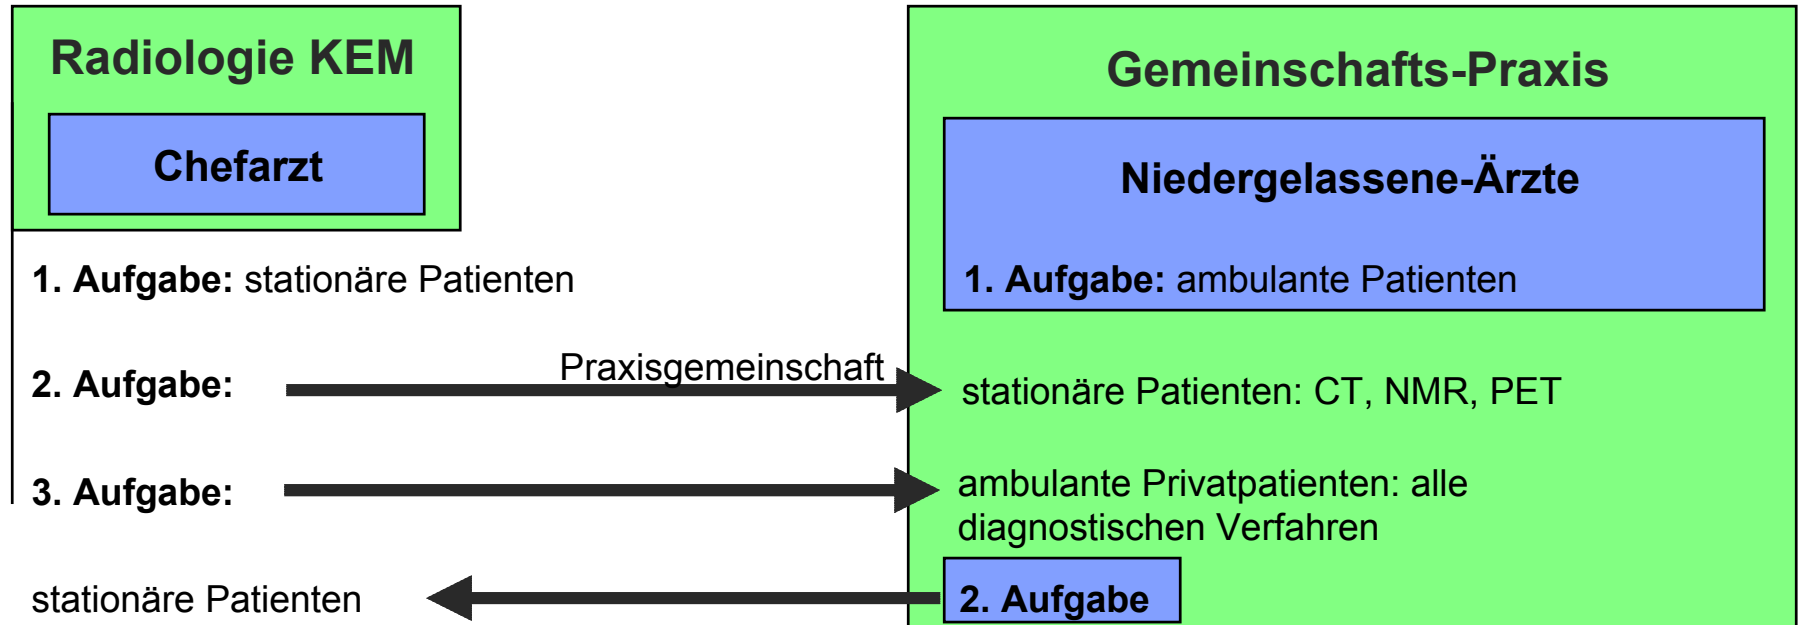 Radiologie KEM
Chefarzt
Gemeinschafts-Praxis
Niedergelassene-Ärzte
1. Aufgabe: stationäre Patienten
1. Aufgabe: ambulante Patienten
2. Aufgabe:
Praxisgemeinschaft
stationäre Patienten: CT, NMR, PET
3. Aufgabe:
ambulante Privatpatienten: alle
diagnostischen Verfahren
stationäre Patienten
2. Aufgabe